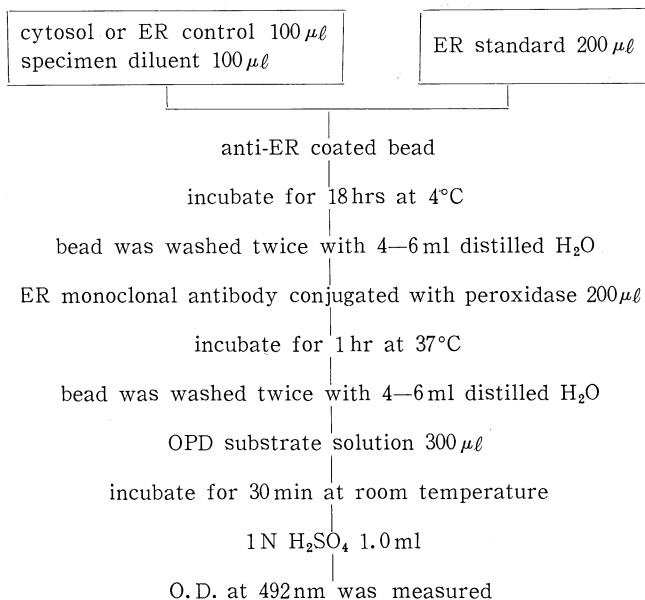 cytosol or ER control 100 μℓ
specimen diluent 100 μℓ
ER standard 200 μℓ
anti-ER coated bead
incubate for 18 hrs at 4°C
bead was washed twice with 4—6 ml distilled H₂O
ER monoclonal antibody conjugated with peroxidase 200 μℓ
incubate for 1 hr at 37°C
bead was washed twice with 4—6 ml distilled H₂O
OPD substrate solution 300 μℓ
incubate for 30 min at room temperature
1 N H₂SO₄ 1.0 ml
O.D. at 492 nm was measured